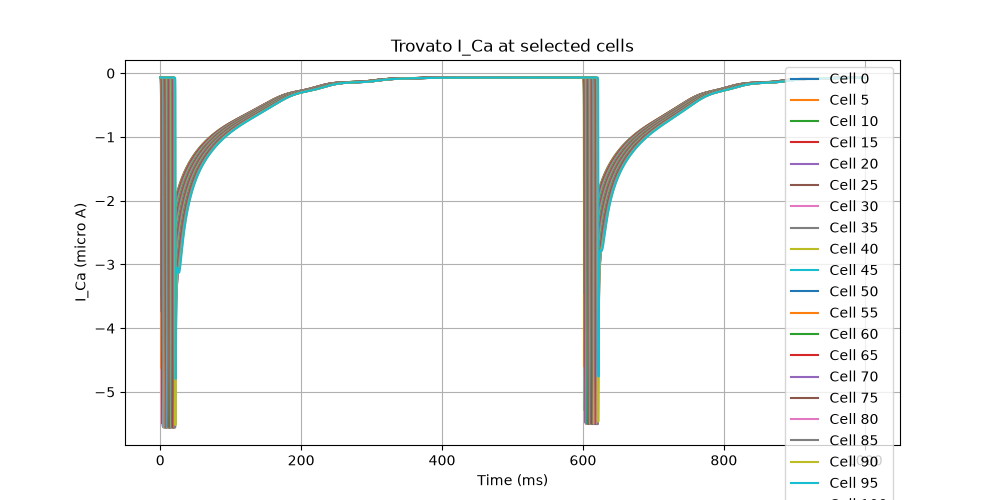 Trovato I_Ca at selected cells
I_Ca (micro A)
0
−1
−2
−3
−4
−5
0
200
400
600
800
Time (ms)
Cell 0
Cell 5
Cell 10
Cell 15
Cell 20
Cell 25
Cell 30
Cell 35
Cell 40
Cell 45
Cell 50
Cell 55
Cell 60
Cell 65
Cell 70
Cell 75
Cell 80
Cell 85
Cell 90
Cell 95